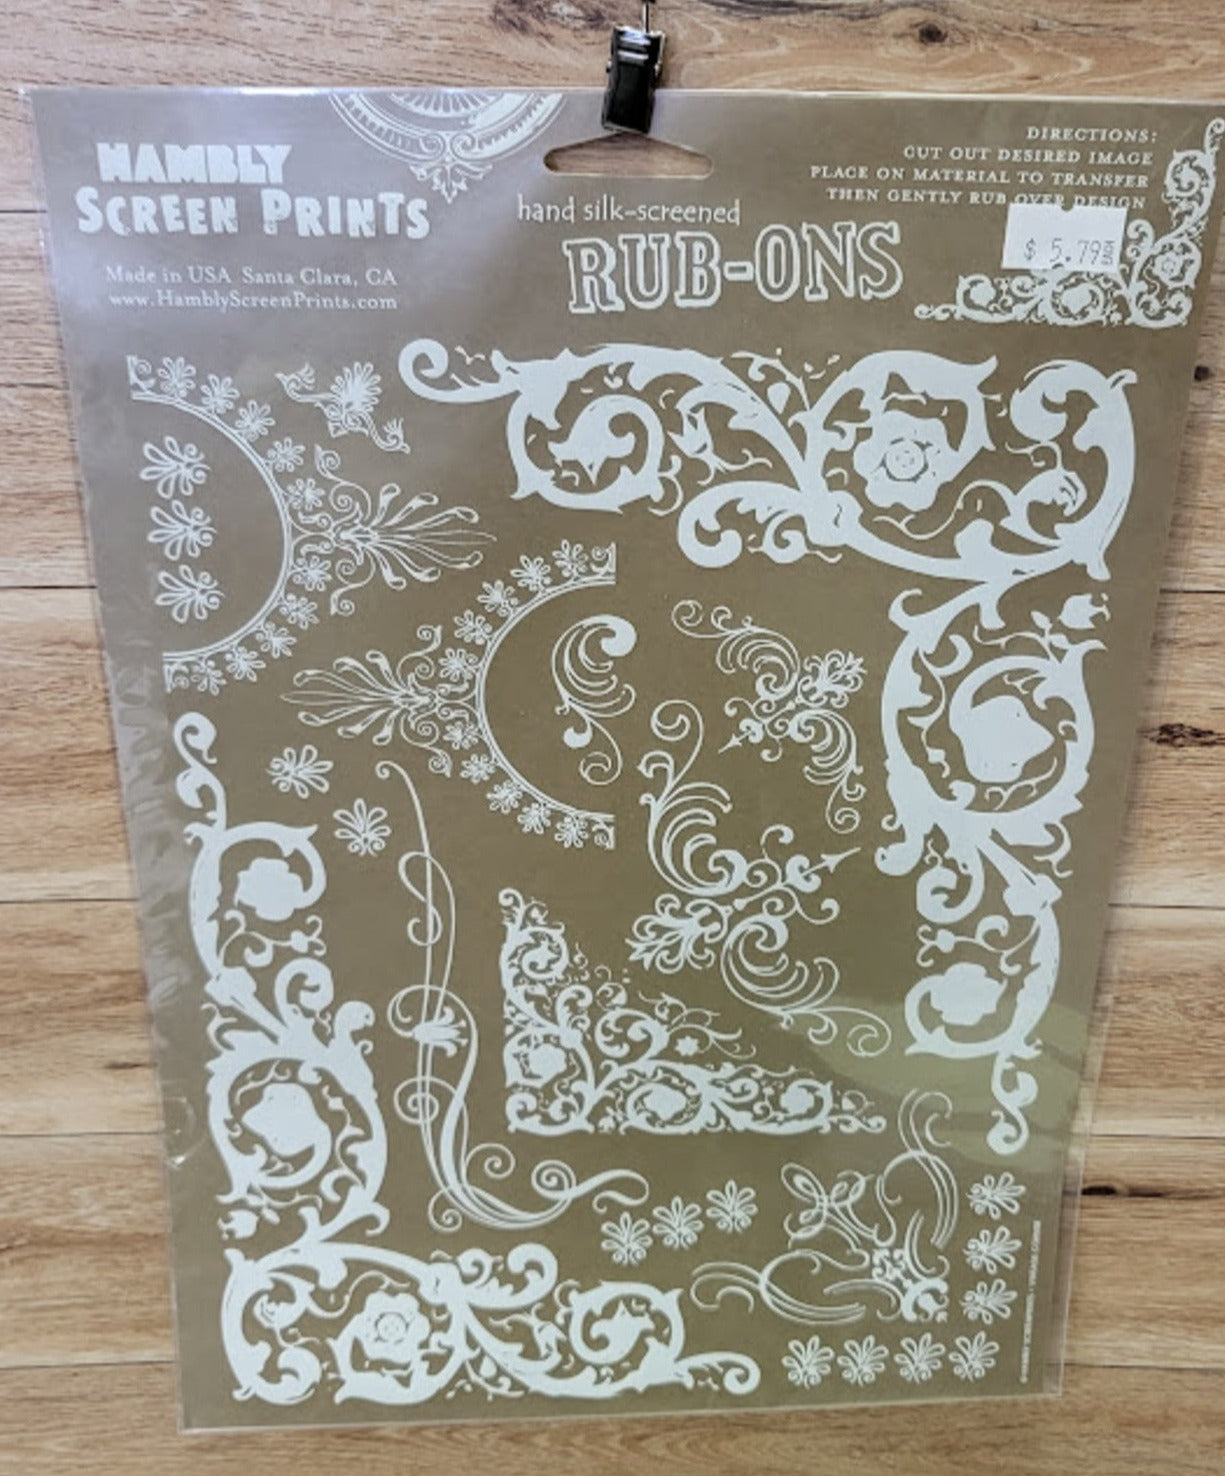 HAMBLY
SCREEN PRINTS
Made in USA Santa Clara, CA
www.HamblyScreenPrints.com
hand silk-screened
RUB-ONS
DIRECTIONS:
CUT OUT DESIRED IMAGE
PLACE ON MATERIAL TO TRANSFER
THEN GENTLY RUB OVER DESIGN
$ 5.79